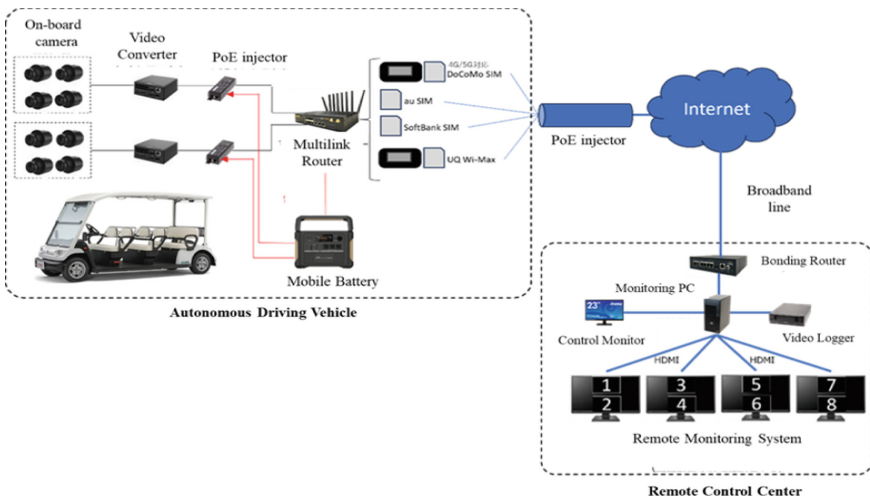 On-board
camera
Video
Converter
PoE injector
4G/5G対応
DoCoMo SIM
au SIM
SoftBank SIM
UQ Wi-Max
Multilink
Router
Mobile Battery
Autonomous Driving Vehicle
PoE injector
Internet
Broadband
line
Bonding Router
Monitoring PC
23"
Control Monitor
Video Logger
HDMI
HDMI
1
2
3
4
5
6
7
8
Remote Monitoring System
Remote Control Center